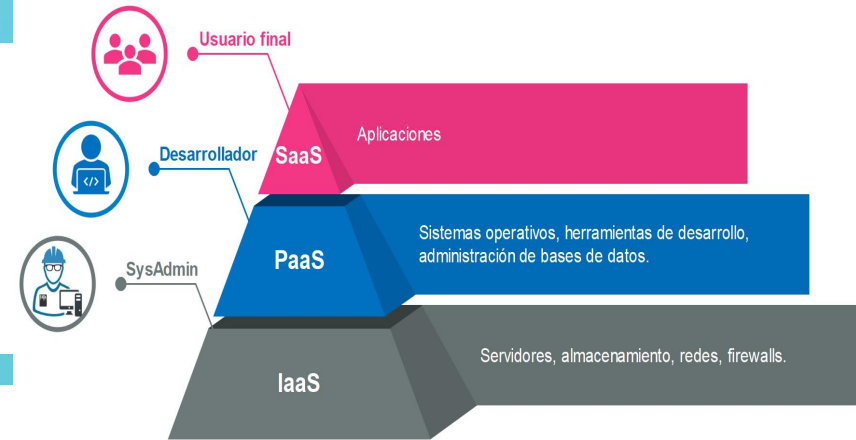 Usuario final
Aplicaciones
Desarrollador
SaaS
</>
Sistemas operativos, herramientas de desarrollo,
administración de bases de datos.
PaaS
SysAdmin
Servidores, almacenamiento, redes, firewalls.
IaaS